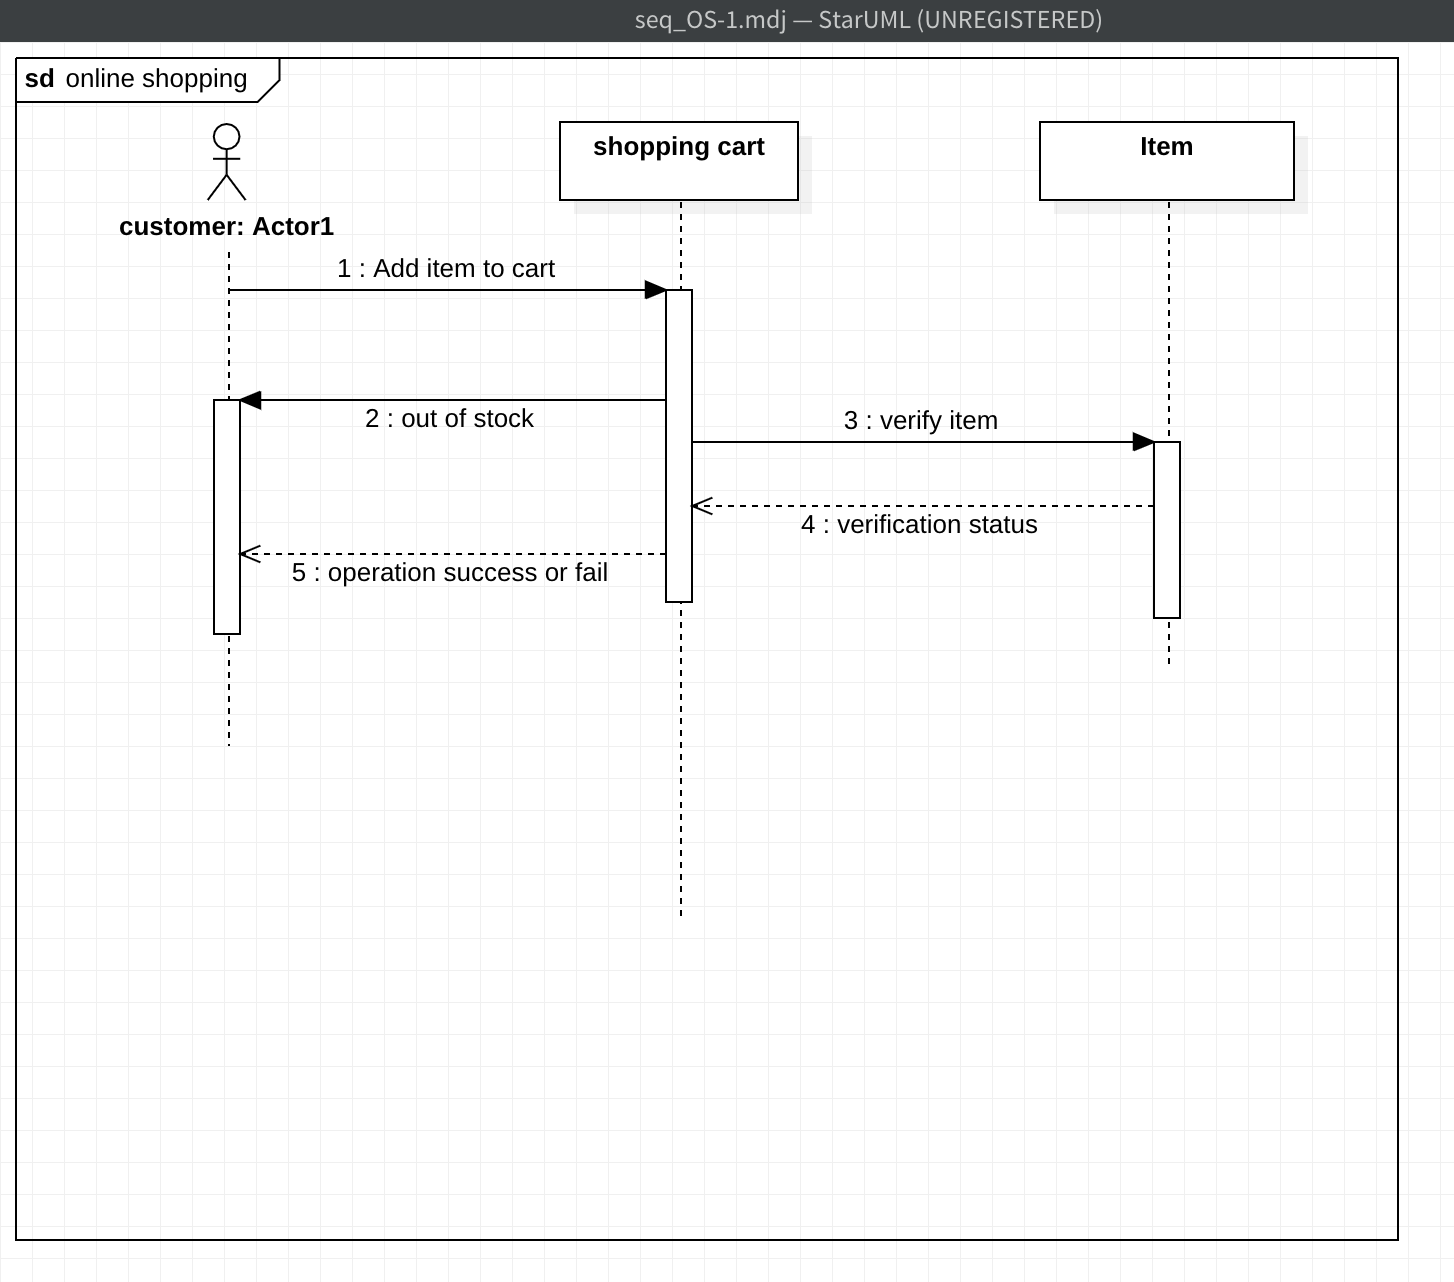 seq_OS-1.mdj — StarUML (UNREGISTERED)
sd online shopping
shopping cart
Item
customer: Actor1
1 : Add item to cart
2 : out of stock
3 : verify item
4 : verification status
5 : operation success or fail